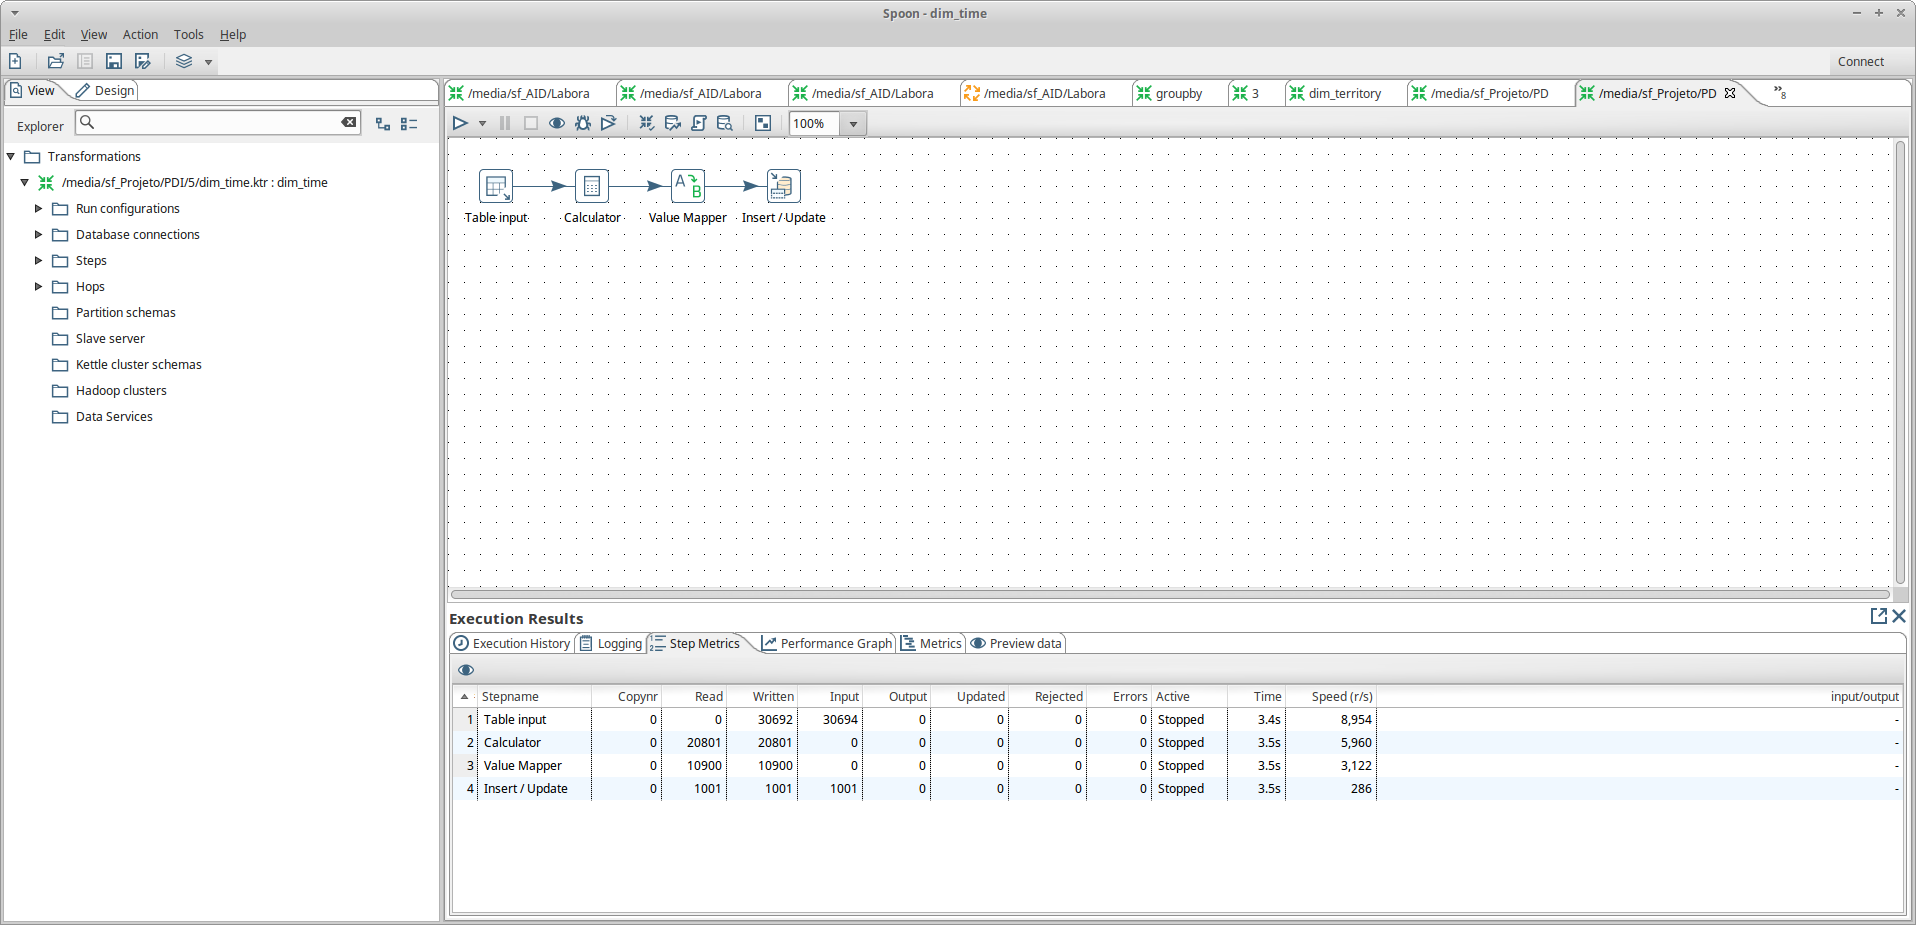 Spoon - dim_time
File Edit View Action Tools Help
Connect
View Design
Explorer
Transformations
/media/sf_Projeto/PDI/5/dim_time.ktr : dim_time
Run configurations
Database connections
Steps
Hops
Partition schemas
Slave server
Kettle cluster schemas
Hadoop clusters
Data Services
/media/sf_AID/Labora /media/sf_AID/Labora /media/sf_AID/Labora /media/sf_AID/Labora groupby 3 dim_territory /media/sf_Projeto/PD /media/sf_Projeto/PD » 8
100%
A B
Table input Calculator Value Mapper Insert / Update
Execution Results
Execution History Logging Step Metrics Performance Graph Metrics Preview data
Stepname Copynr Read Written Input Output Updated Rejected Errors Active Time Speed (r/s) input/output
1 Table input 0 0 30692 30694 0 0 0 0 Stopped 3.4s 8,954 -
2 Calculator 0 20801 20801 0 0 0 0 0 Stopped 3.5s 5,960 -
3 Value Mapper 0 10900 10900 0 0 0 0 0 Stopped 3.5s 3,122 -
4 Insert / Update 0 1001 1001 1001 0 0 0 0 Stopped 3.5s 286 -